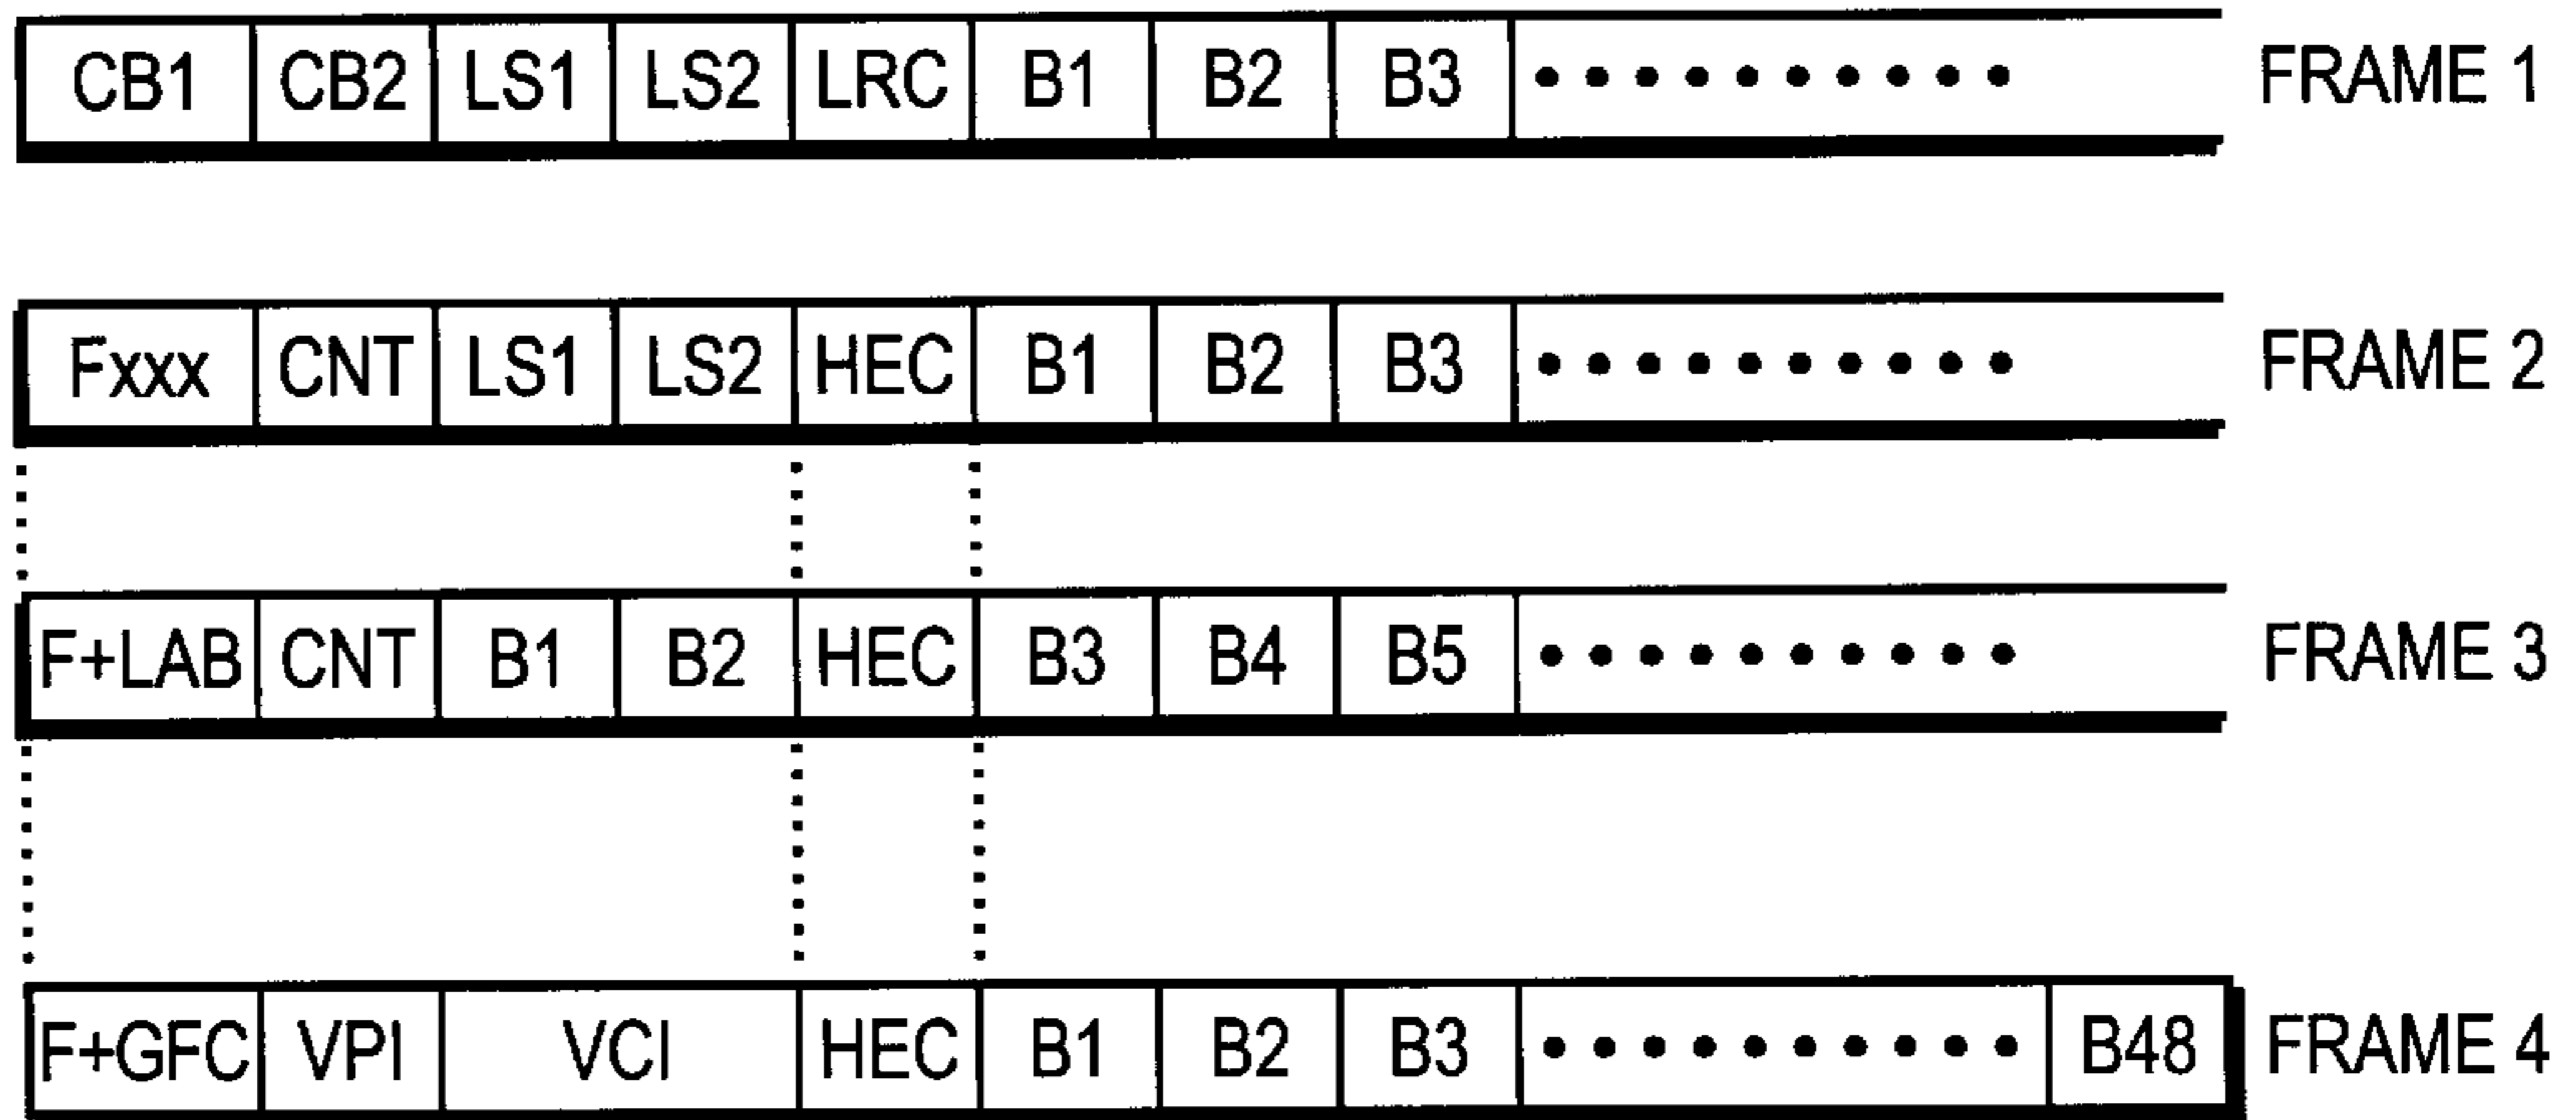 CB1 CB2 LS1 LS2 LRC B1 B2 B3 •••••••••• FRAME 1
Fxxx CNT LS1 LS2 HEC B1 B2 B3 •••••••••• FRAME 2
F+LAB CNT B1 B2 HEC B3 B4 B5 •••••••••• FRAME 3
F+GFC VPI VCI HEC B1 B2 B3 •••••••••• B48 FRAME 4